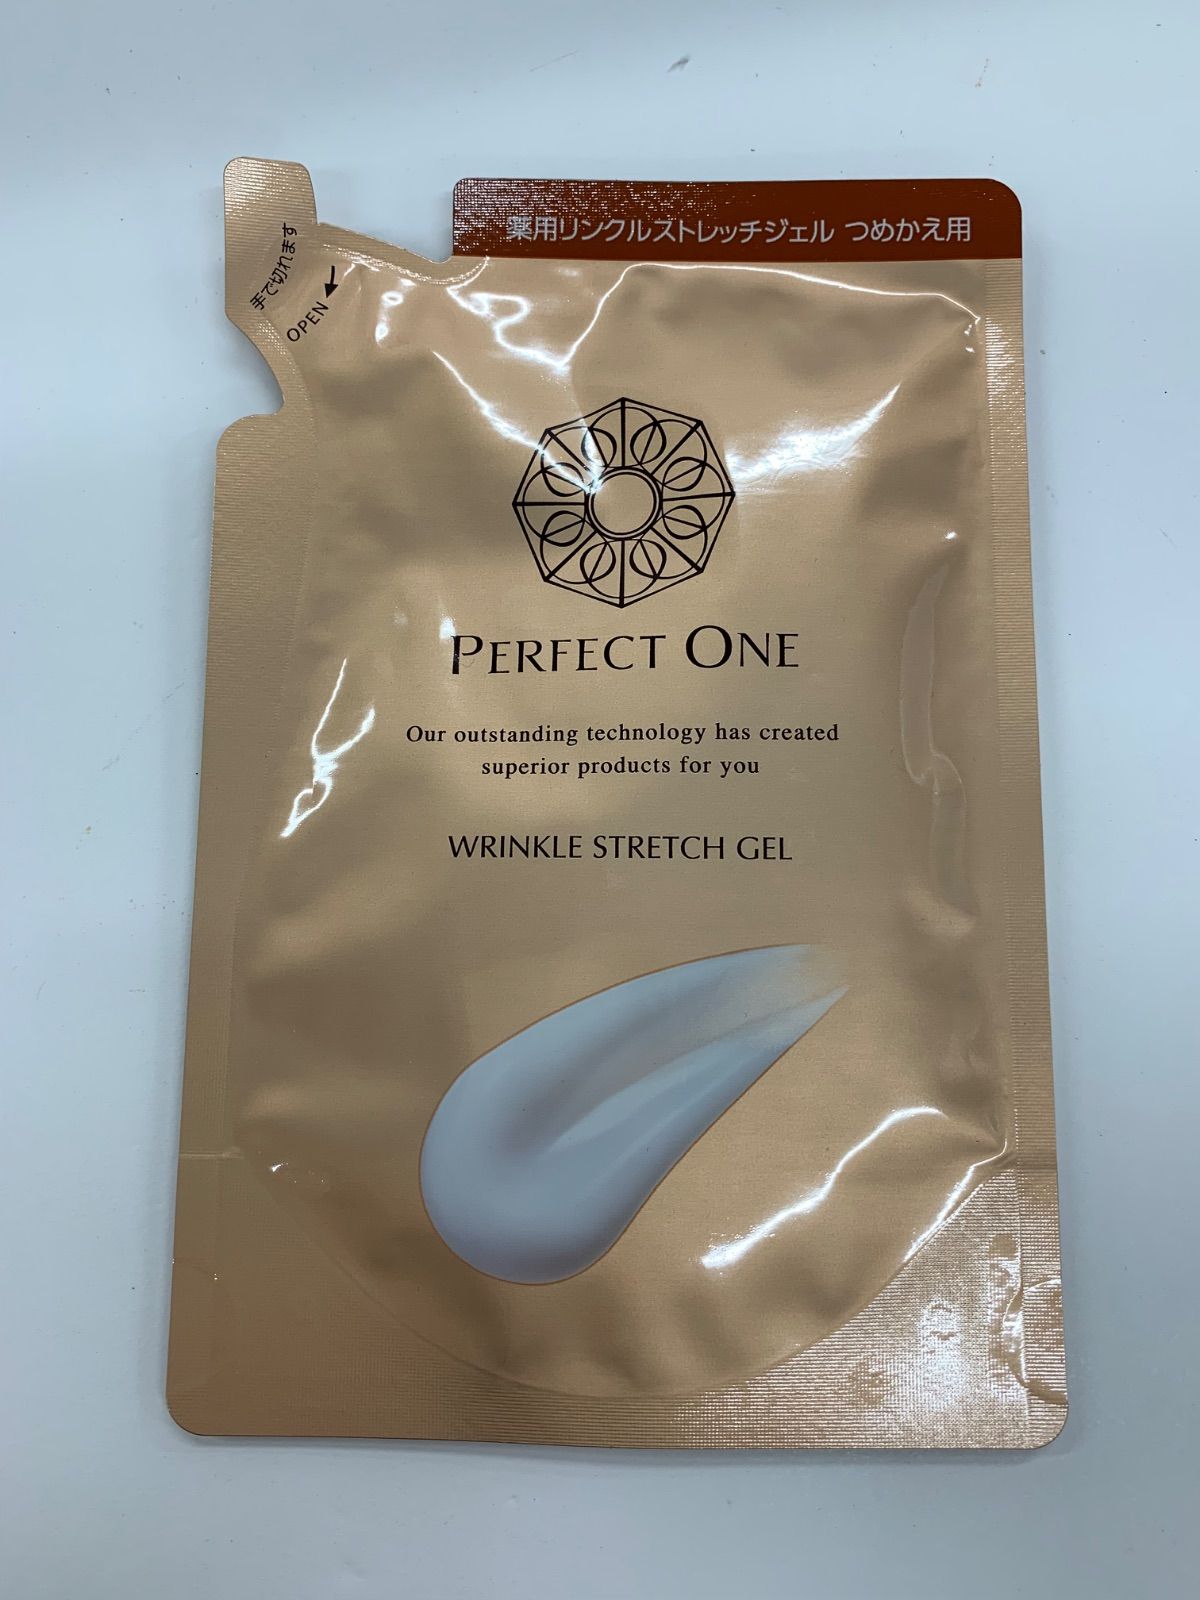 薬用リンクルストレッチジェル つめかえ用
手で切れます
OPEN
PERFECT ONE
Our outstanding technology has created
superior products for you
WRINKLE STRETCH GEL